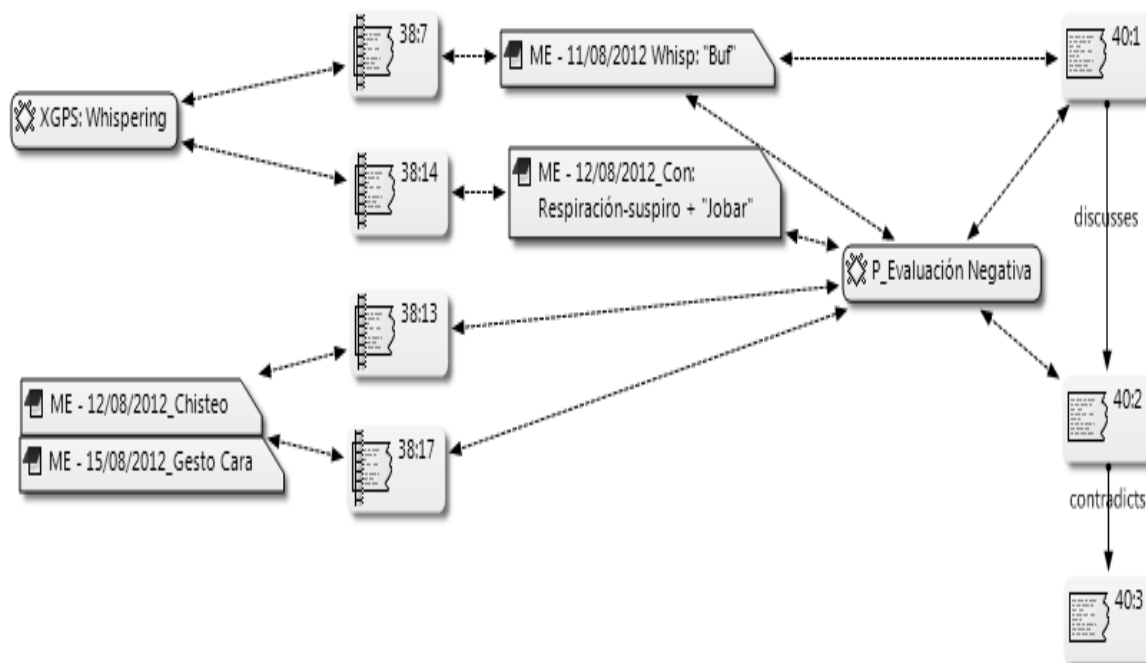 38:7
ME - 11/08/2012 Whisp: "Buf"
40:1
XGPS: Whispering
38:14
ME - 12/08/2012_Con:
Respiración-suspiro + "Jobar"
discusses
P_Evaluación Negativa
38:13
ME - 12/08/2012_Chisteo
40:2
38:17
ME - 15/08/2012_Gesto Cara
contradicts
40:3